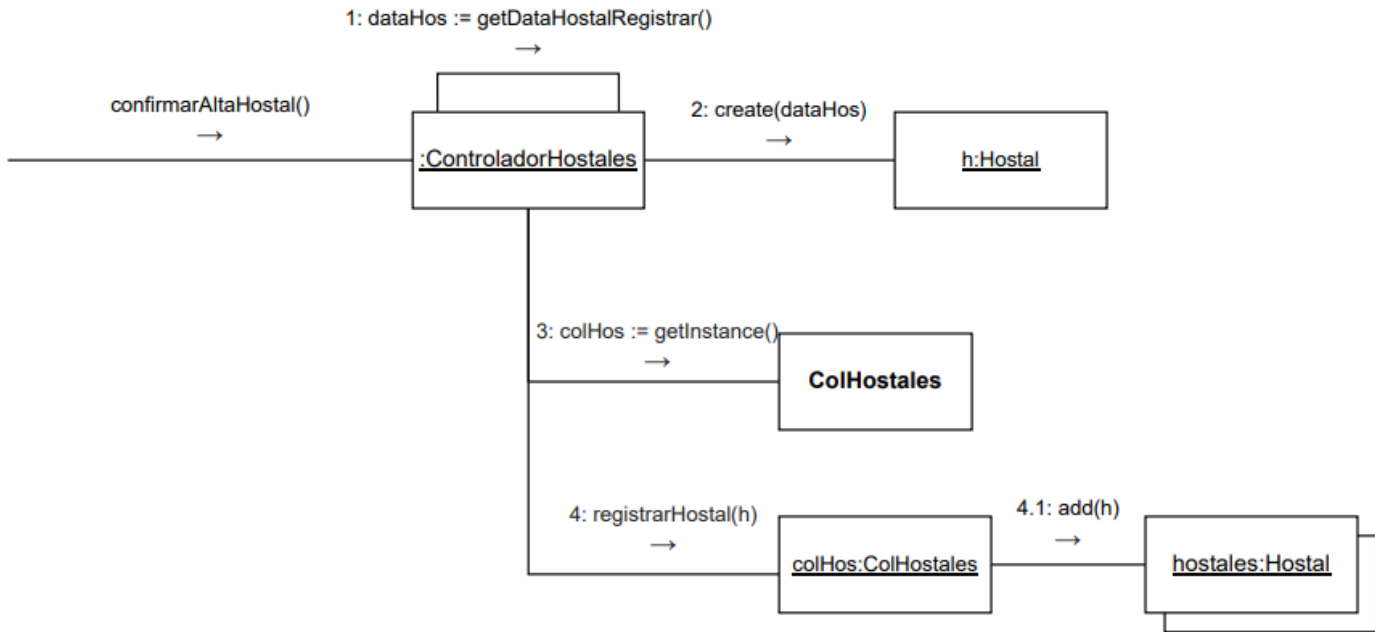 1: dataHos := getDataHostalRegistrar()
→
confirmarAltaHostal()
→
2: create(dataHos)
→
:ControladorHostales
h:Hostal
3: colHos := getInstance()
→
ColHostales
4: registrarHostal(h)
→
4.1: add(h)
→
colHos:ColHostales
hostales:Hostal